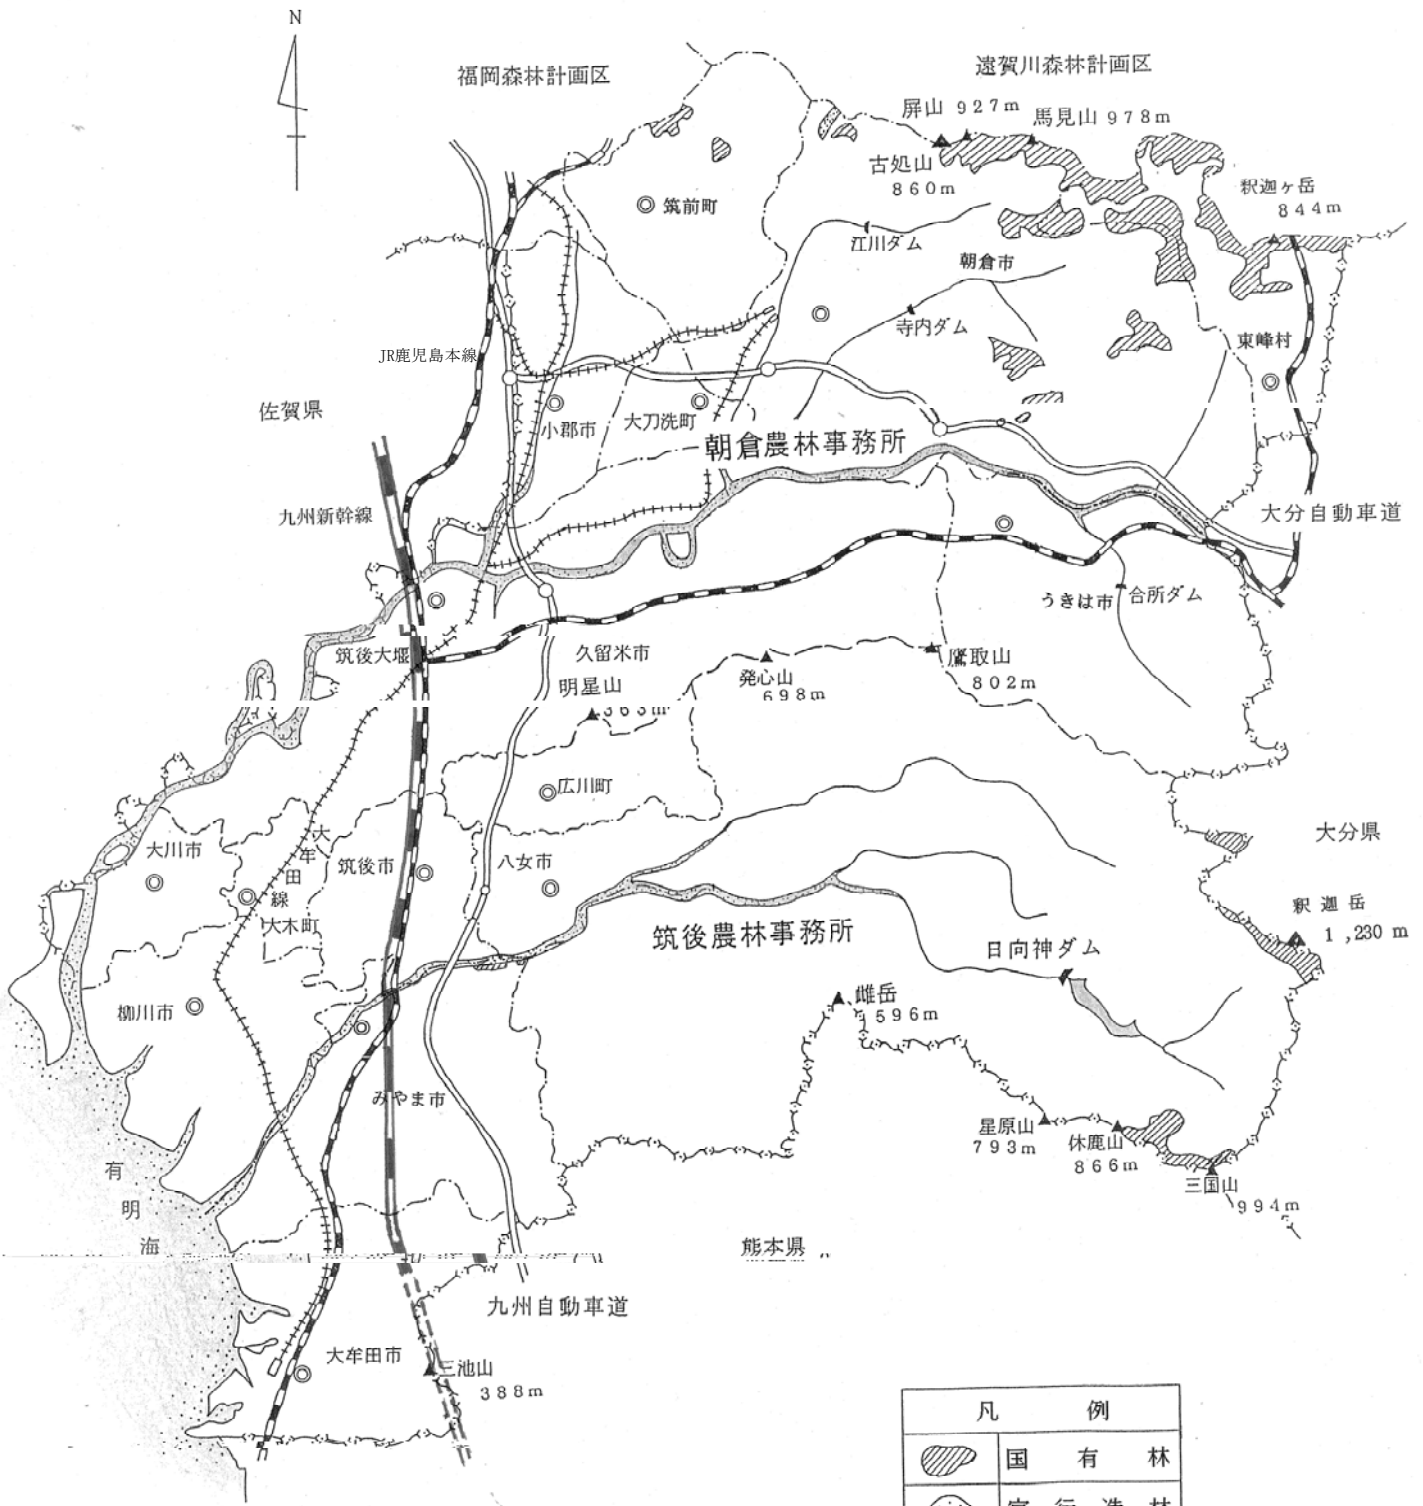 N
福岡森林計画区
遠賀川森林計画区
屏山 927m
馬見山 978m
古処山
860m
釈迦ヶ岳
844m
筑前町
江川ダム
朝倉市
寺内ダム
東峰村
JR鹿児島本線
佐賀県
小郡市
大刀洗町
朝倉農林事務所
九州新幹線
大分自動車道
うきは市
合所ダム
筑後大堰
久留米市
明星山
363m
発心山
698m
鷹取山
802m
広川町
大川市
大牟田線
筑後市
八女市
大分県
大木町
筑後農林事務所
釈迦岳
1,230m
日向神ダム
柳川市
雌岳
596m
みやま市
星原山
793m
休鹿山
866m
三国山
994m
有明海
熊本県
九州自動車道
大牟田市
三池山
388m
凡例
国有林